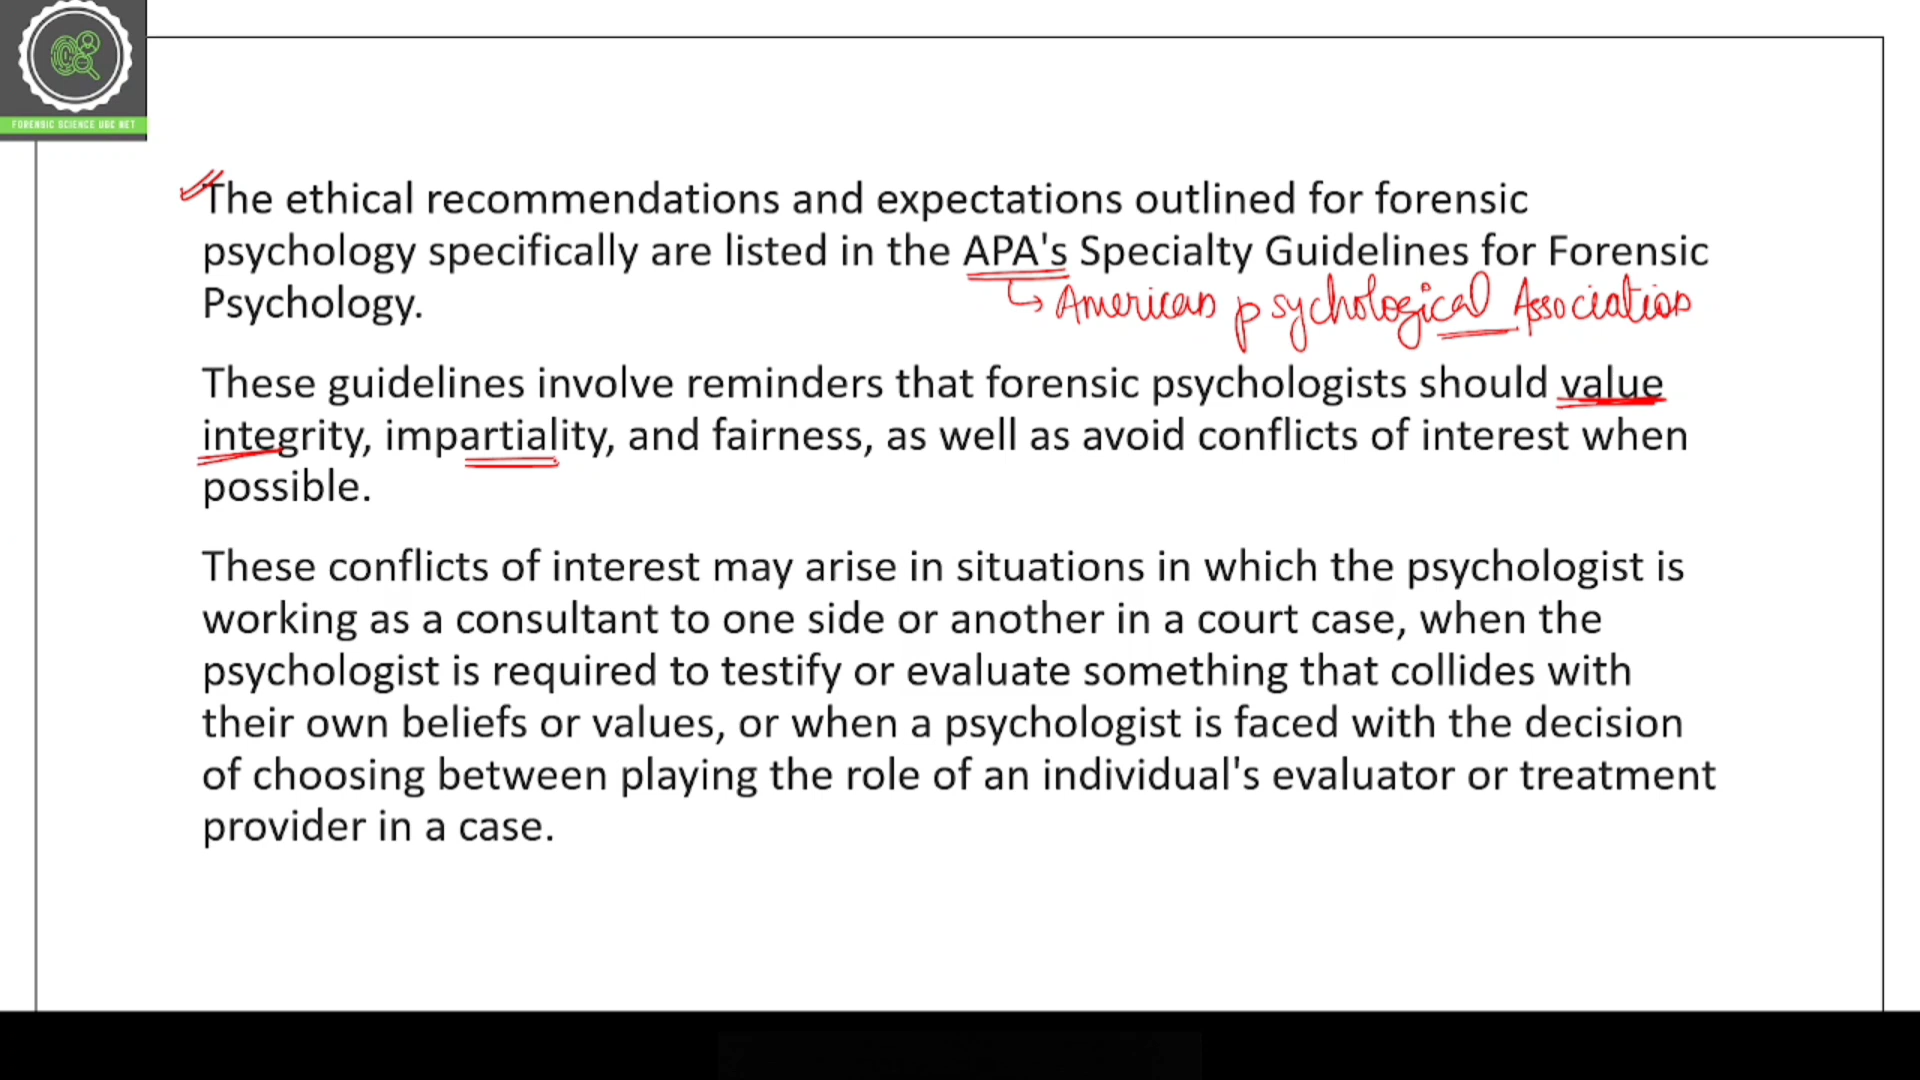 FORENSIC SCIENCE UGC NET
The ethical recommendations and expectations outlined for forensic
psychology specifically are listed in the APA's Specialty Guidelines for Forensic
Psychology.
American psychological Association
These guidelines involve reminders that forensic psychologists should value
integrity, impartiality, and fairness, as well as avoid conflicts of interest when
possible.
These conflicts of interest may arise in situations in which the psychologist is
working as a consultant to one side or another in a court case, when the
psychologist is required to testify or evaluate something that collides with
their own beliefs or values, or when a psychologist is faced with the decision
of choosing between playing the role of an individual's evaluator or treatment
provider in a case.